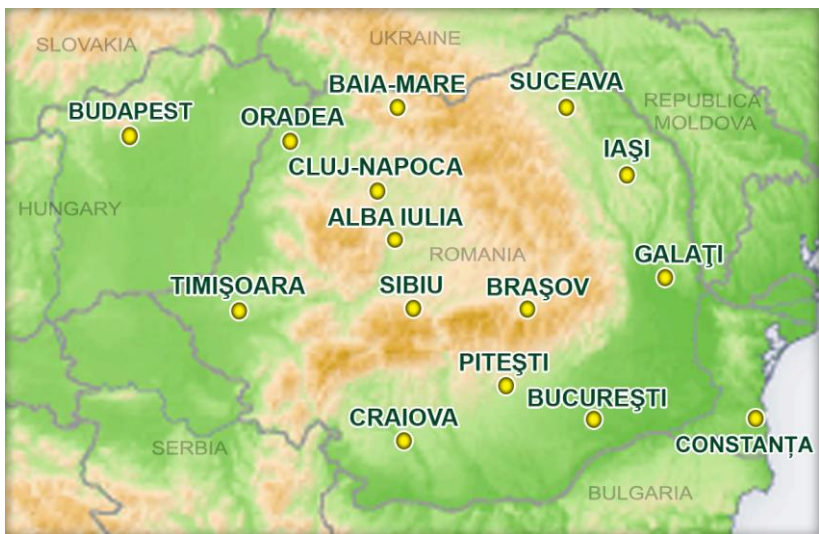 SLOVAKIA
UKRAINE
BAIA-MARE
SUCEAVA
BUDAPEST
ORADEA
REPUBLICA
MOLDOVA
IAŞI
CLUJ-NAPOCA
HUNGARY
ALBA IULIA
ROMANIA
GALAŢI
TIMIŞOARA
SIBIU
BRAŞOV
PITEŞTI
BUCUREŞTI
CRAIOVA
CONSTANȚA
SERBIA
BULGARIA